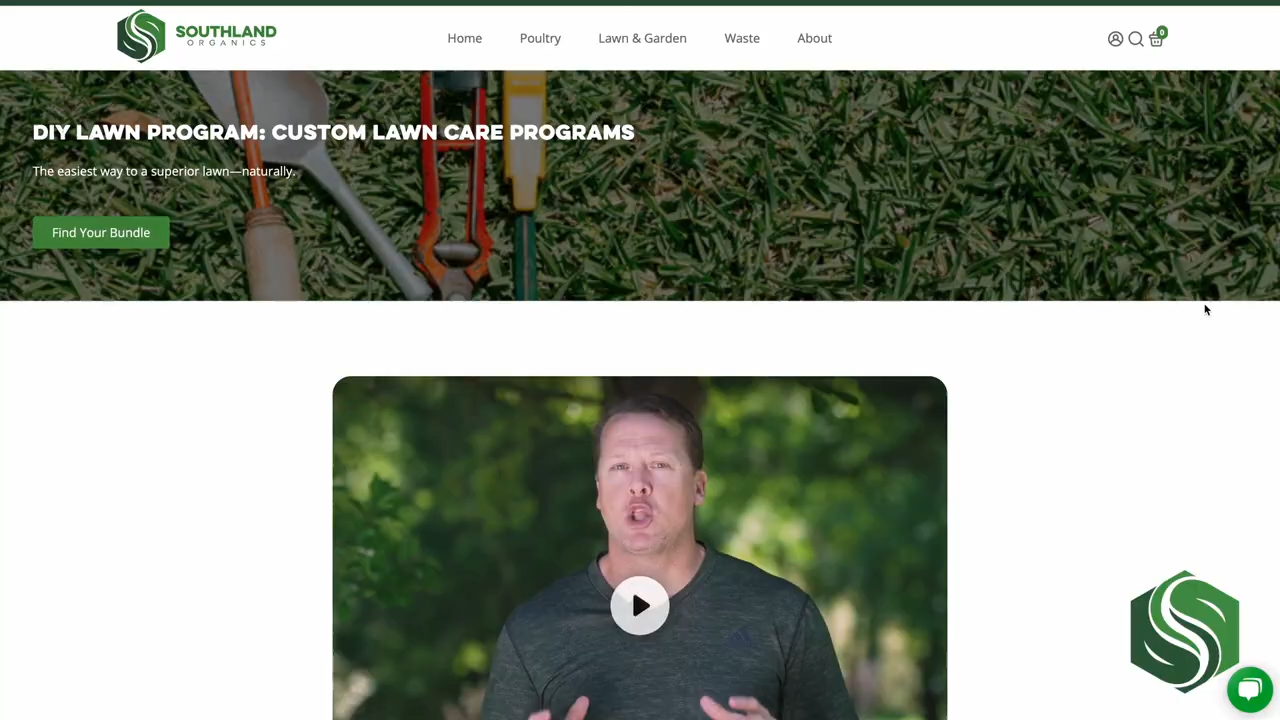 SOUTHLAND
ORGANICS
Home
Poultry
Lawn & Garden
Waste
About
0
DIY LAWN PROGRAM: CUSTOM LAWN CARE PROGRAMS
The easiest way to a superior lawn—naturally.
Find Your Bundle